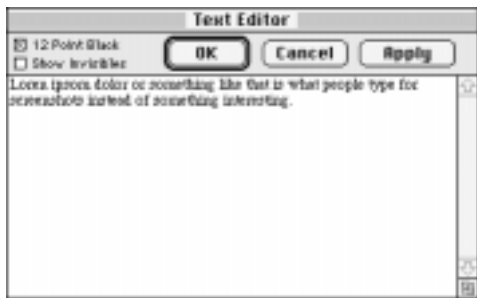 Text Editor
12 Point Black
Show Invisibles
OK
Cancel
Apply
Lorem ipsom dolor or something like that is what people type for
screenshots instead of something interesting.